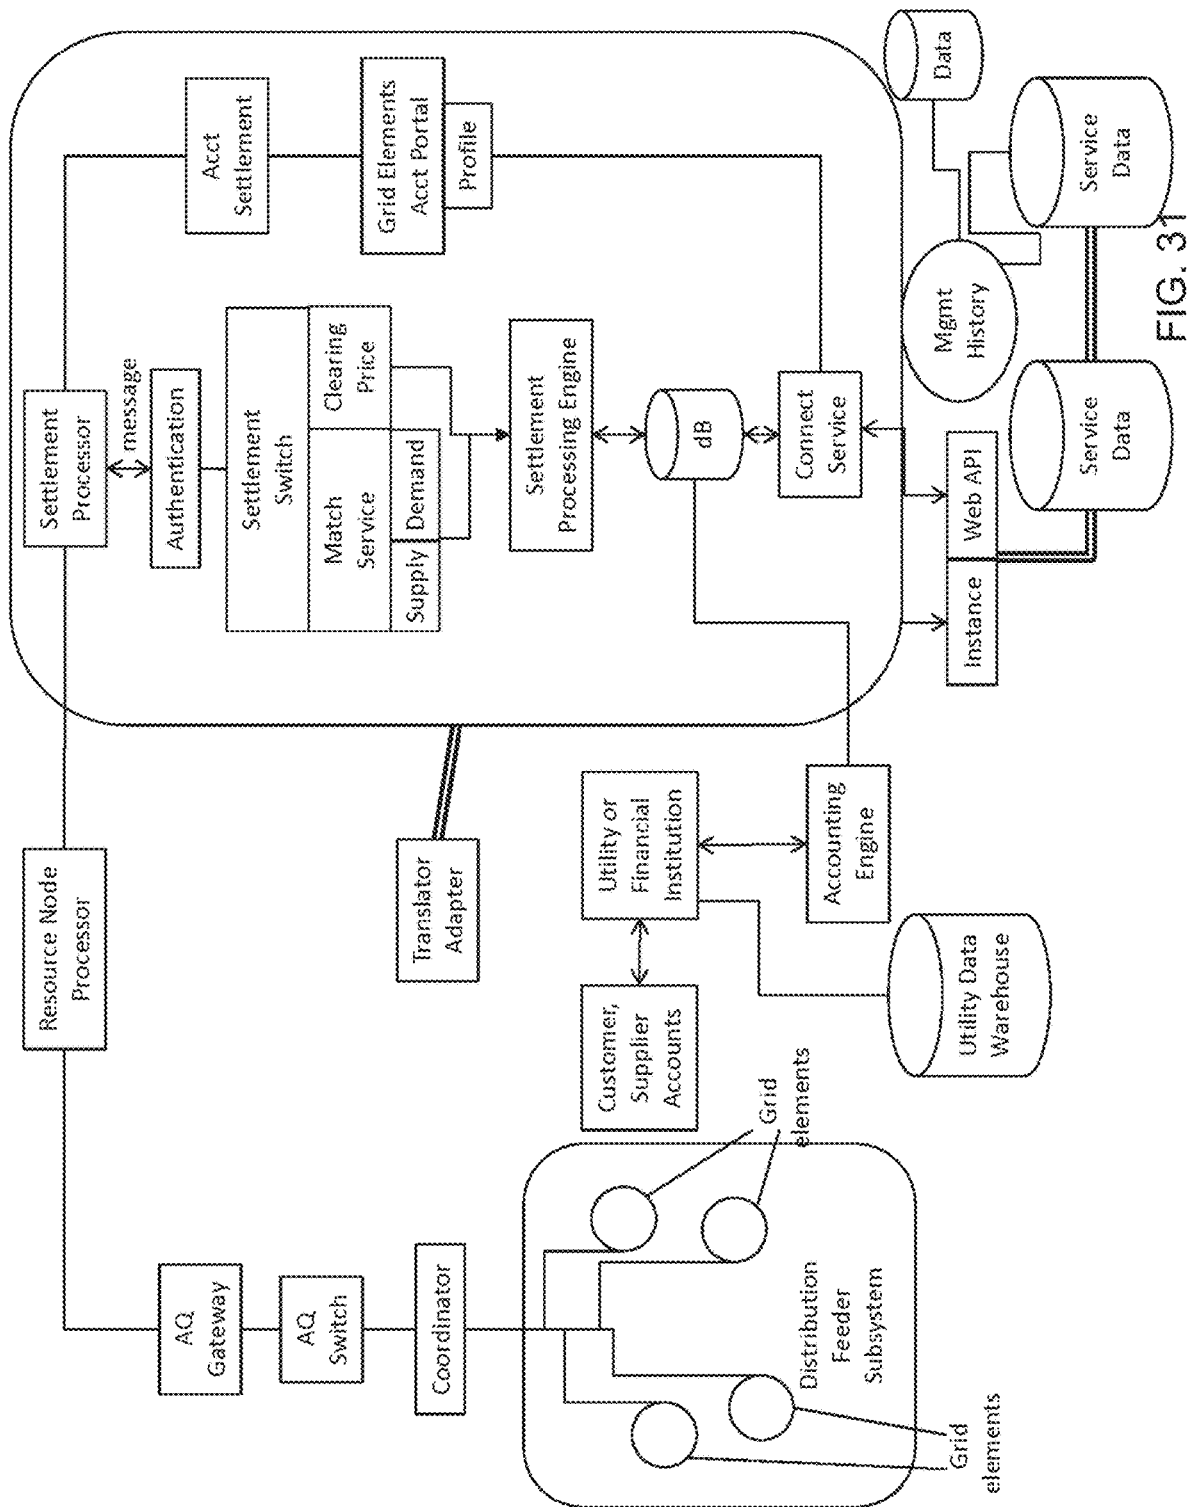 Settlement
Processor
message
Authentication
Settlement
Switch
Match
Service
Clearing
Price
Supply
Demand
Settlement
Processing Engine
dB
Connect
Service
Acct
Settlement
Grid Elements
Acct Portal
Profile
Resource Node
Processor
Translator
Adapter
AQ
Gateway
AQ
Switch
Coordinator
Distribution
Feeder
Subsystem
Grid
elements
Grid
elements
Customer,
Supplier
Accounts
Utility or
Financial
Institution
Accounting
Engine
Utility Data
Warehouse
Instance
Web API
Mgmt
History
Data
Service
Data
Service
Data
FIG. 31